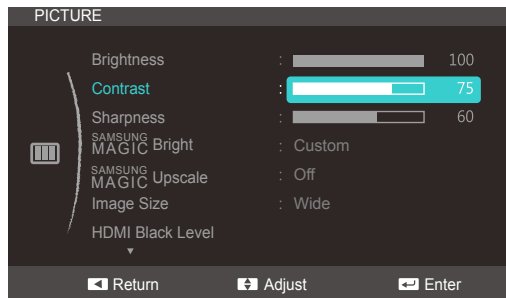 PICTURE
Brightness : 100
Contrast : 75
Sharpness : 60
SAMSUNG
MAGIC Bright : Custom
SAMSUNG
MAGIC Upscale : Off
Image Size : Wide
HDMI Black Level
Return Adjust Enter